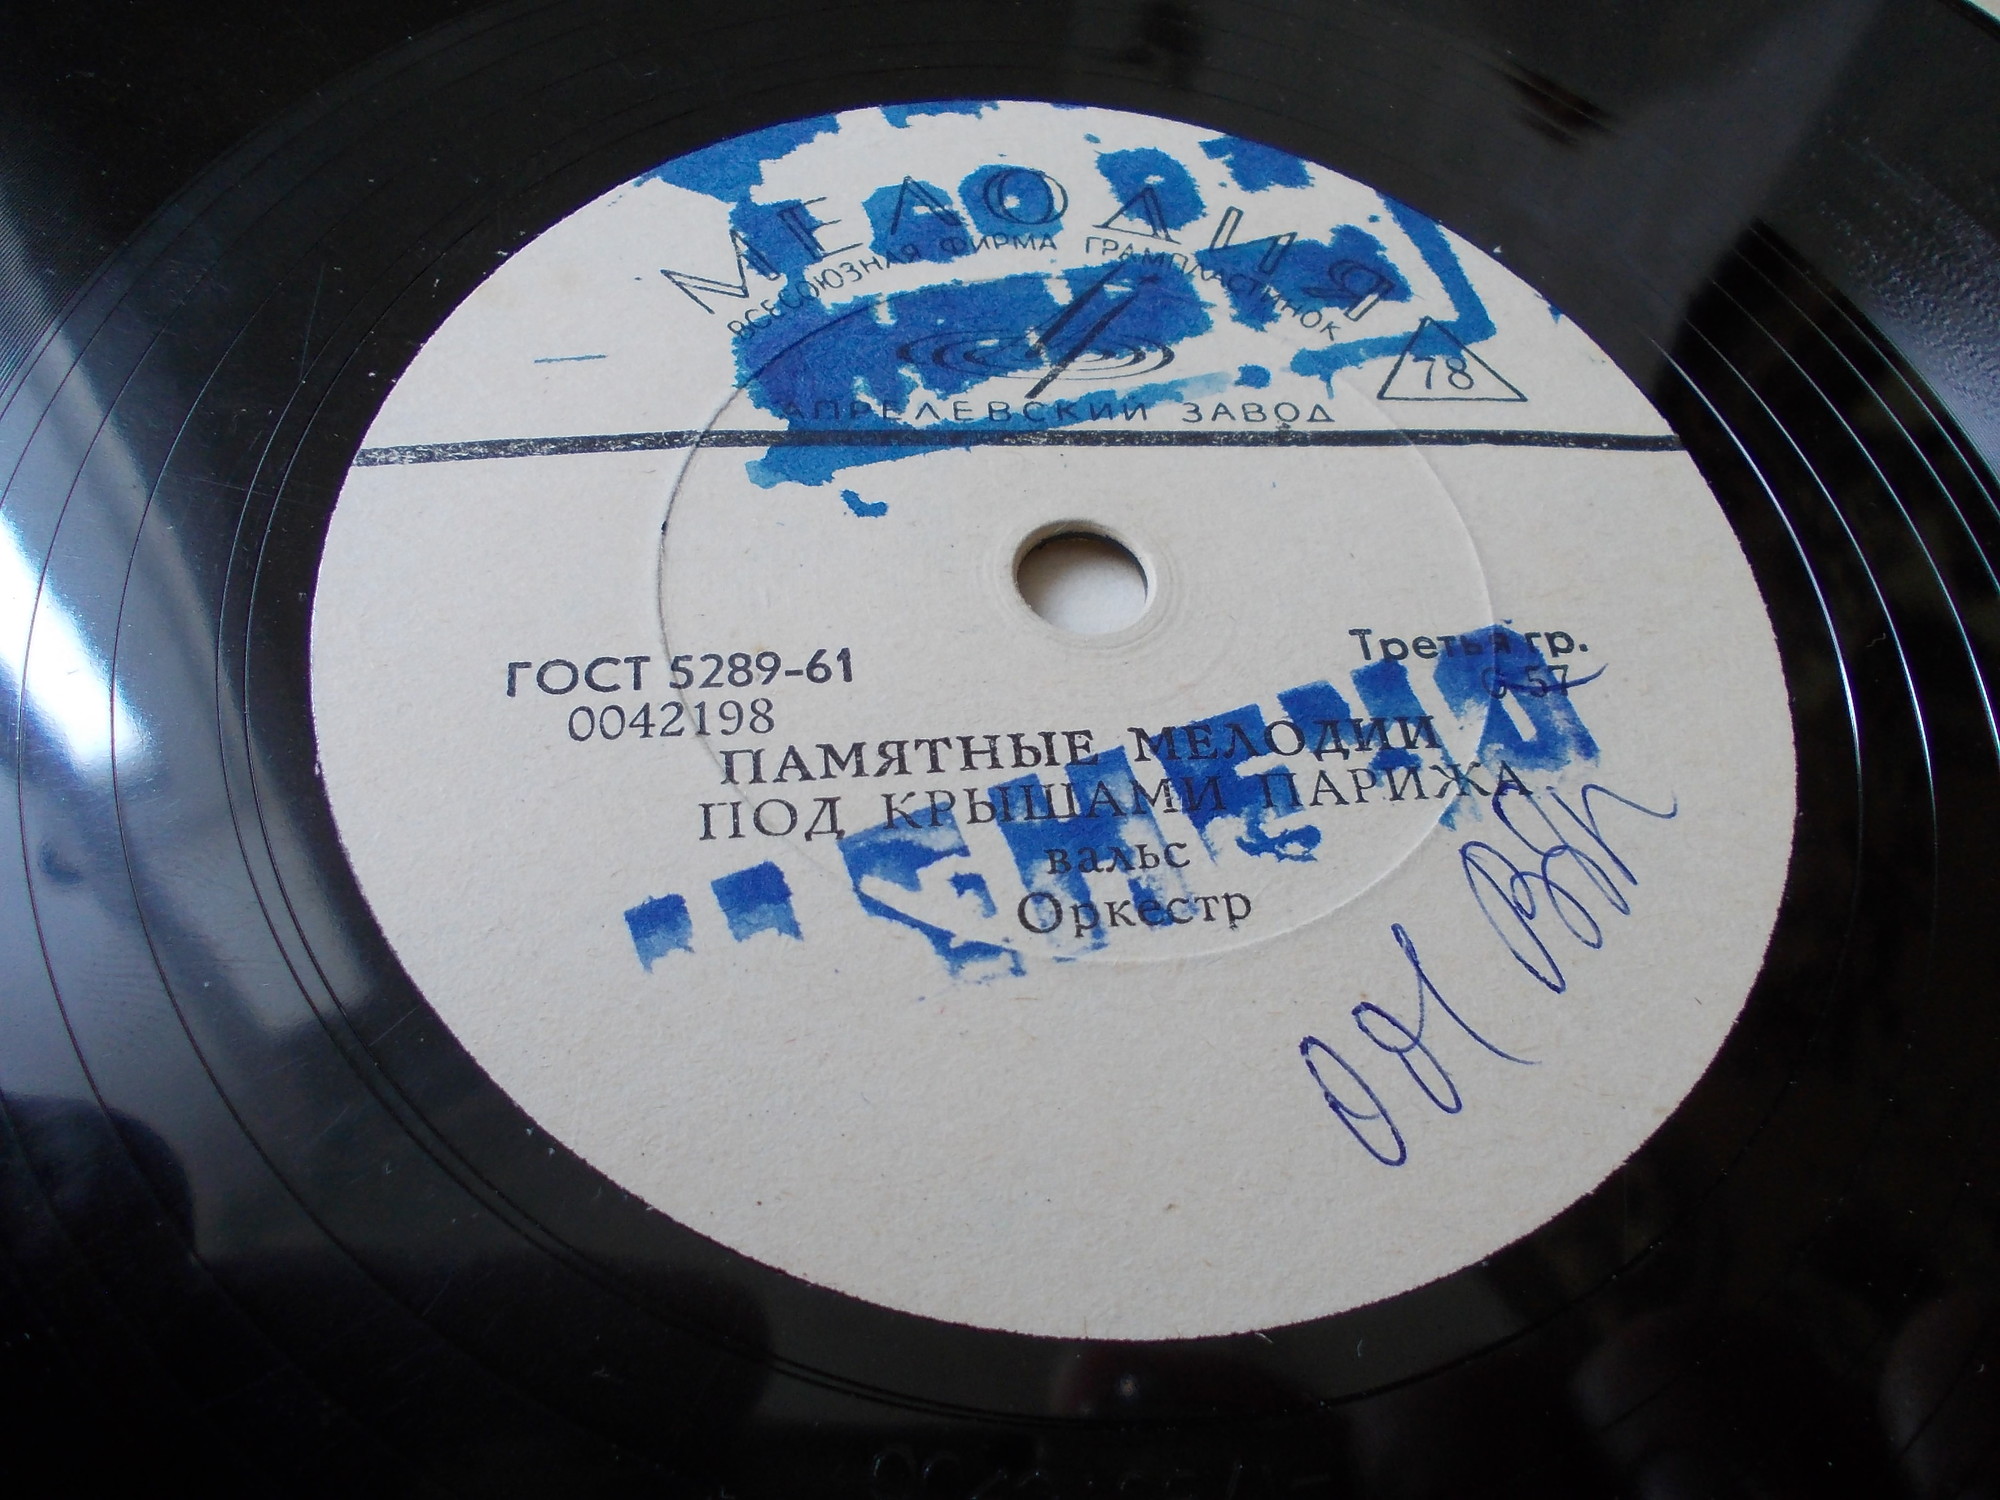 МЕЛОДИЯ
ВСЕСОЮЗНАЯ ФИРМА ГРАМПЛАСТИНОК
78
АПРЕЛЕВСКИЙ ЗАВОД
ГОСТ 5289-61
Третья гр.
0042198
57
ПАМЯТНЫЕ МЕЛОДИИ
ПОД КРЫШАМИ ПАРИЖА
вальс
Оркестр